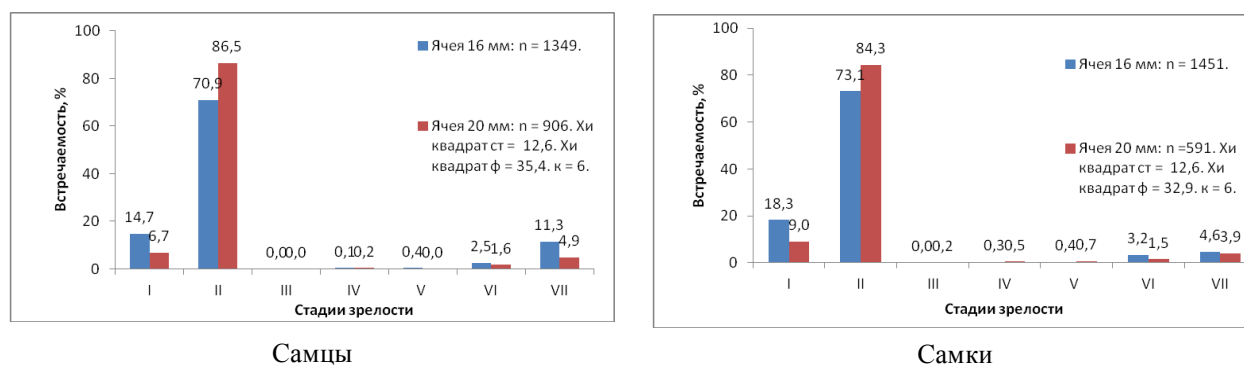 100
80
60
40
20
0
Встречаемость, %
14,7
6,7
70,9
86,5
0,00,0
0,10,2
0,40,0
2,5
1,6
11,3
4,9
I II III IV V VI VII
Стадии зрелости
Ячея 16 мм: n = 1349.
Ячея 20 мм: n = 906. Хи
квадрат ст = 12,6. Хи
квадрат ф = 35,4. к = 6.
Самцы
100
80
60
40
20
0
Встречаемость, %
18,3
9,0
73,1
84,3
0,00,2
0,30,5
0,40,7
3,2
1,5
4,63,9
I II III IV V VI VII
Стадии зрелости
Ячея 16 мм: n = 1451.
Ячея 20 мм: n =591. Хи
квадрат ст = 12,6. Хи
квадрат ф = 32,9. к = 6.
Самки